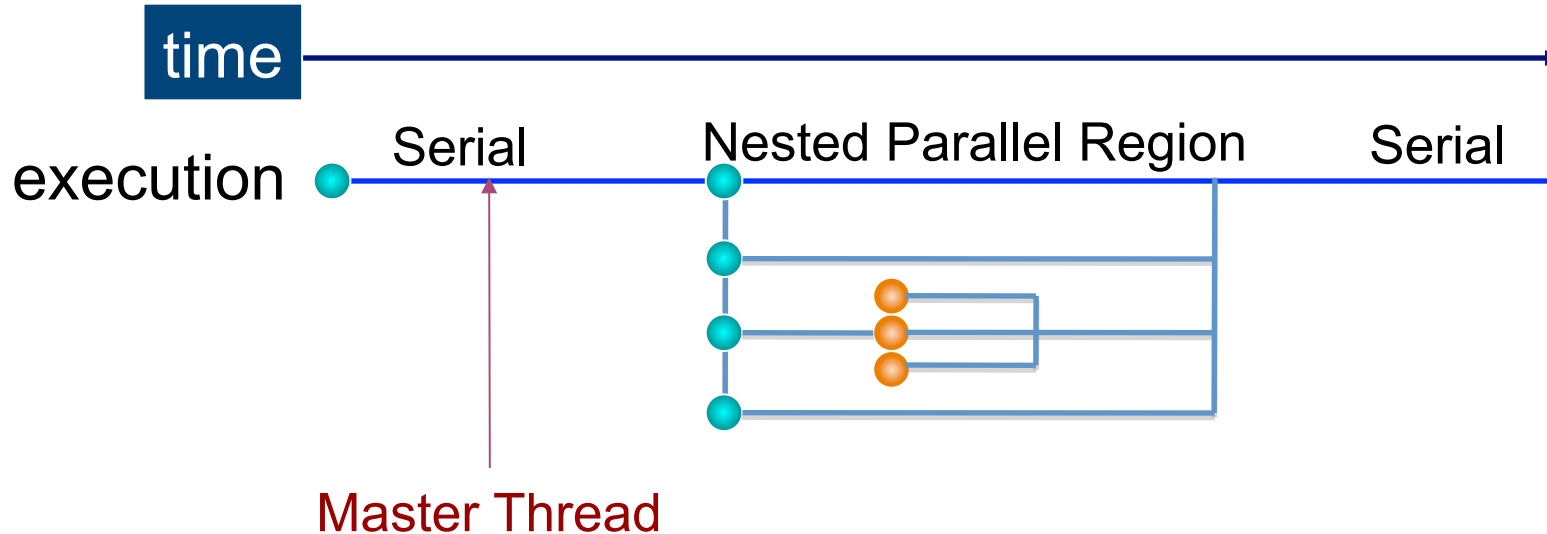 time
Serial
Nested Parallel Region
Serial
execution
Master Thread